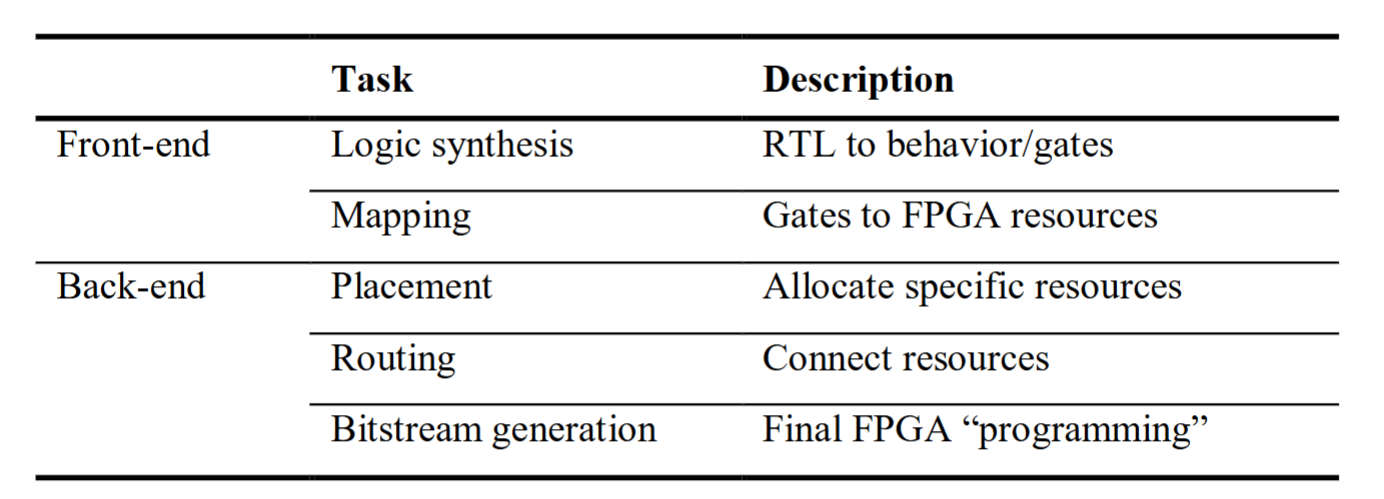 Task Description
Front-end Logic synthesis RTL to behavior/gates
Mapping Gates to FPGA resources
Back-end Placement Allocate specific resources
Routing Connect resources
Bitstream generation Final FPGA “programming”